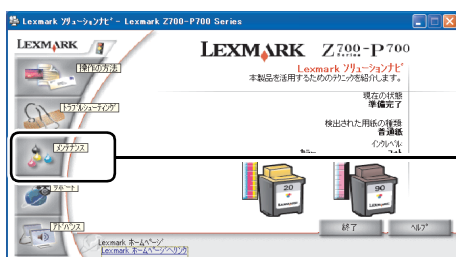 Lexmark ソリューションナビ - Lexmark Z700-P700 Series
LEXMARK
LEXMARK Z700-P700
Lexmark ソリューションナビ
本製品を活用するためのテクニックを紹介します。
操作の方法
現在の状態
準備完了
トラブルシューティング
検出された用紙の種類
普通紙
メンテナンス
インクレベル
20
LEXMARK
90
LEXMARK
サポート
アドバンス
終了
ヘルプ
Lexmark ホームページ
Lexmark ホームページへリンク